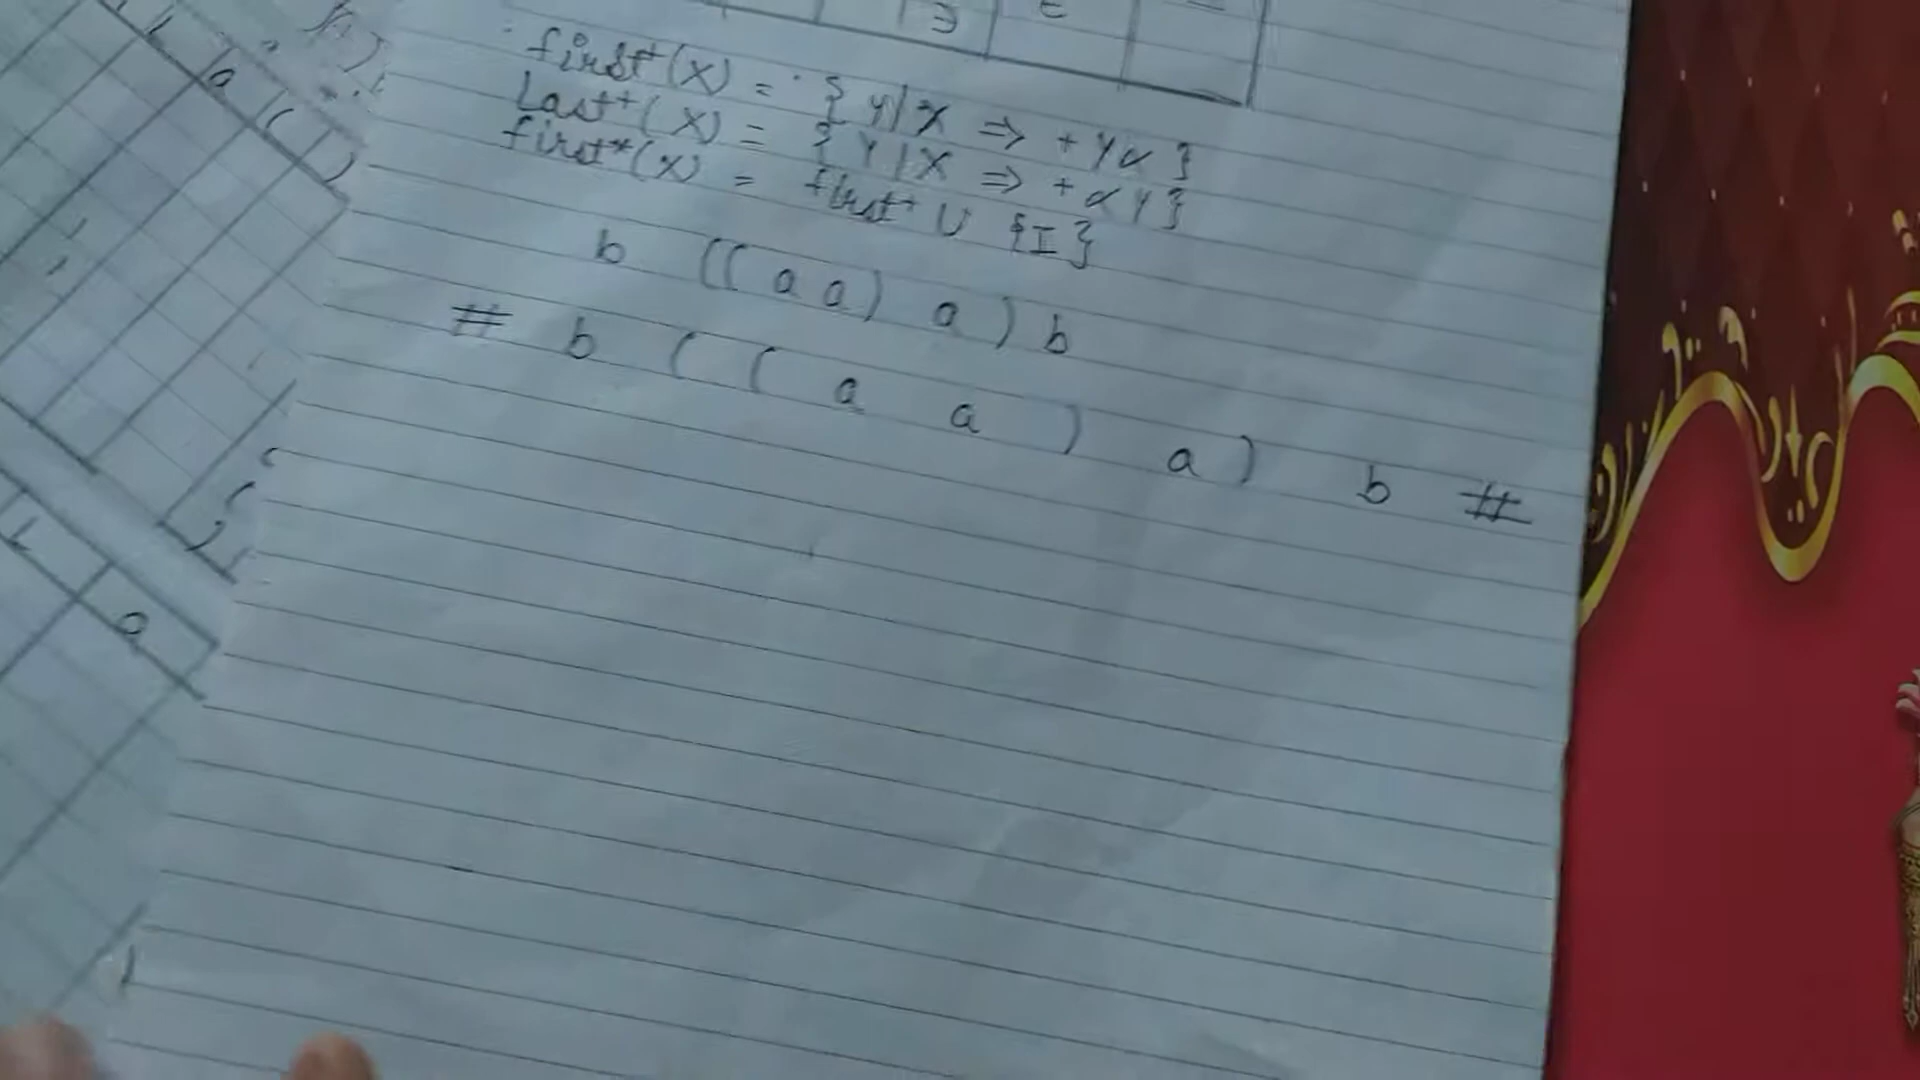 ε ε
first⁺(X) = { Y | X ⇒ + Yα }
Last⁺(X) = { Y | X ⇒ + αY }
first*(X) = first⁺ ∪ {I}
b ((a a) a ) b
# b ( ( a a ) a ) b #
a ( )
L a